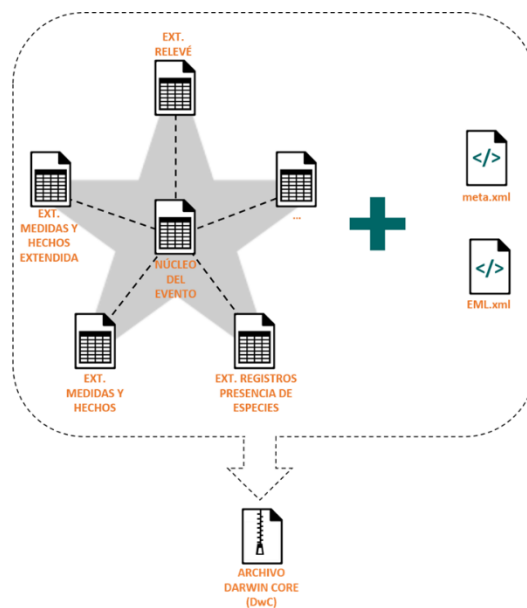 EXT.
RELEVÉ
EXT.
MEDIDAS Y
HECHOS
EXTENDIDA
...
NÚCLEO
DEL
EVENTO
EXT.
MEDIDAS Y
HECHOS
EXT. REGISTROS
PRESENCIA DE
ESPECIES
</>
meta.xml
</>
EML.xml
ARCHIVO
DARWIN CORE
(DwC)